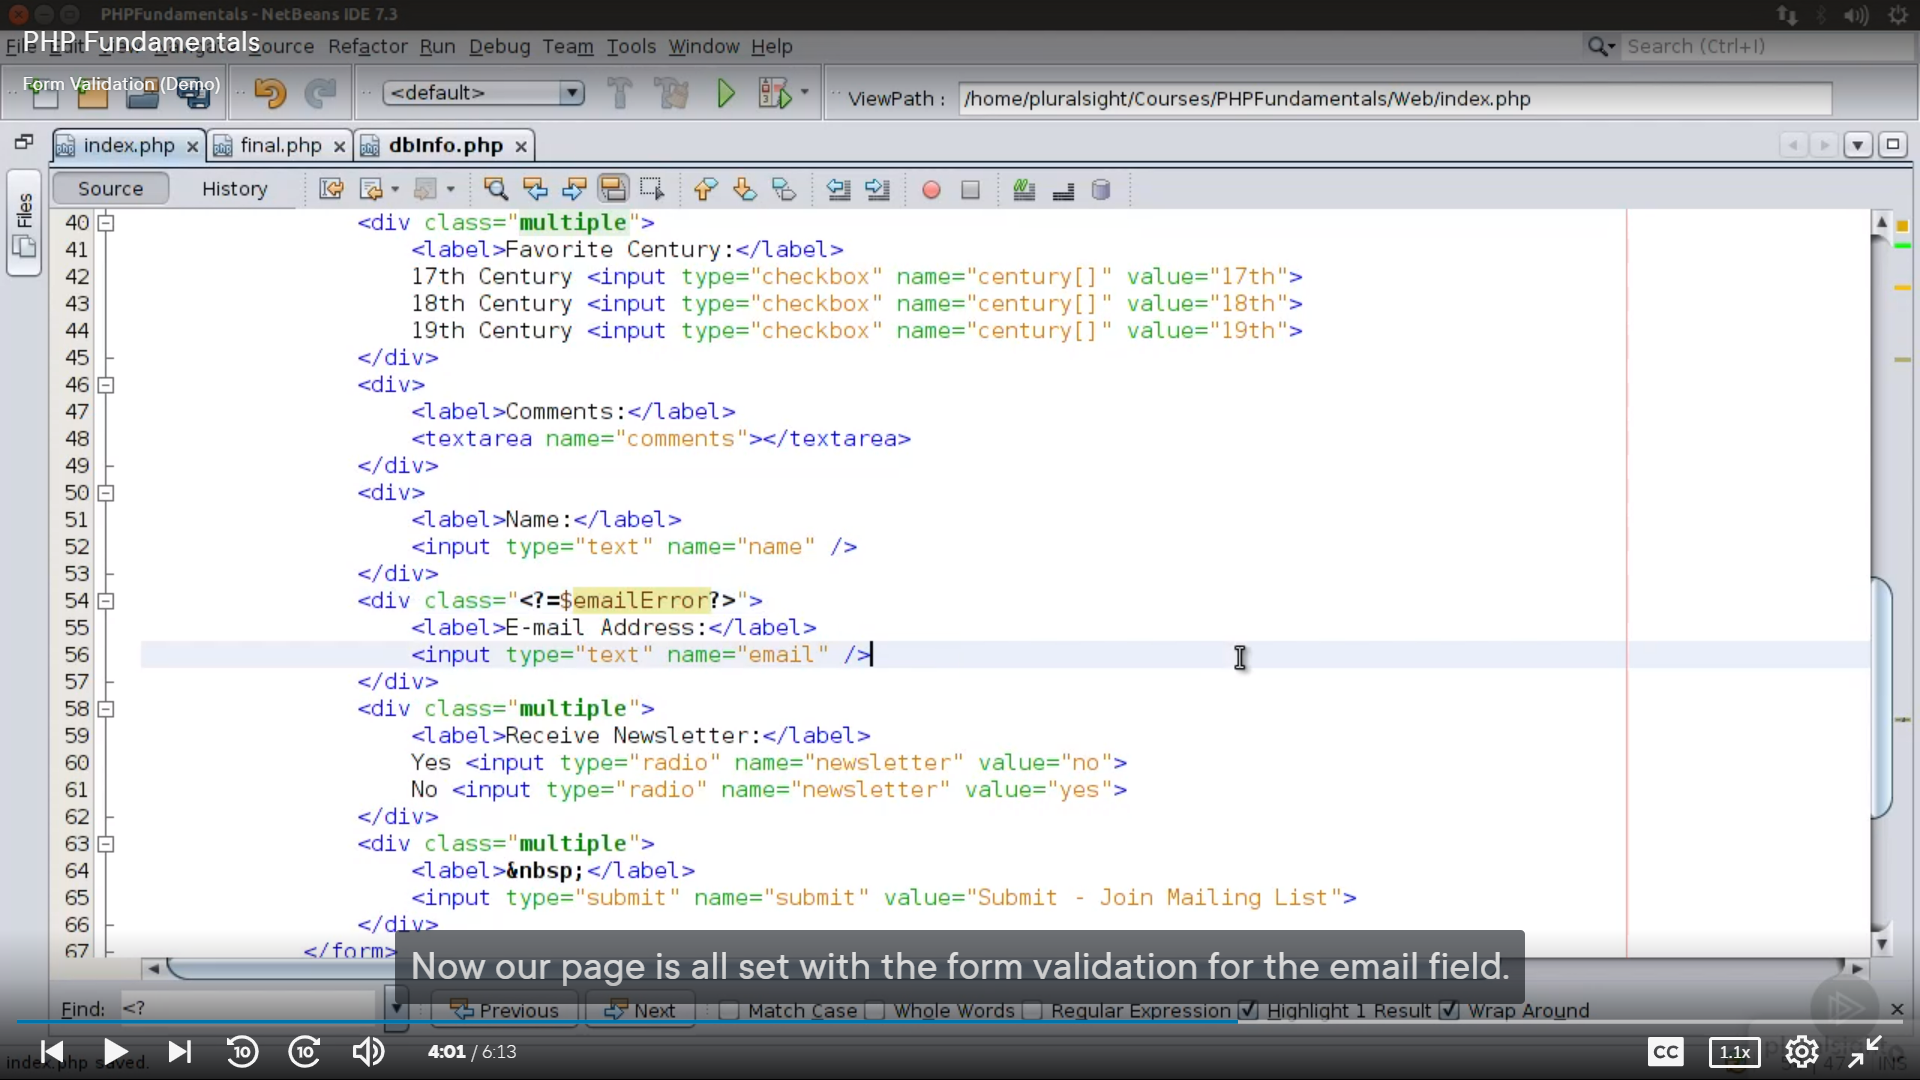 PHPFundamentals - NetBeans IDE 7.3
PHP Fundamentals
File Edit View Navigate Source Refactor Run Debug Team Tools Window Help
Search (Ctrl+I)
Form Validation (Demo)
<default>
ViewPath : /home/pluralsight/Courses/PHPFundamentals/Web/index.php
index.php
final.php
dbInfo.php
Files
Source History
40 <div class="multiple">
41 <label>Favorite Century:</label>
42 17th Century <input type="checkbox" name="century[]" value="17th">
43 18th Century <input type="checkbox" name="century[]" value="18th">
44 19th Century <input type="checkbox" name="century[]" value="19th">
45 </div>
46 <div>
47 <label>Comments:</label>
48 <textarea name="comments"></textarea>
49 </div>
50 <div>
51 <label>Name:</label>
52 <input type="text" name="name" />
53 </div>
54 <div class="<?=$emailError?>">
55 <label>E-mail Address:</label>
56 <input type="text" name="email" />
57 </div>
58 <div class="multiple">
59 <label>Receive Newsletter:</label>
60 Yes <input type="radio" name="newsletter" value="no">
61 No <input type="radio" name="newsletter" value="yes">
62 </div>
63 <div class="multiple">
64 <label>&nbsp;</label>
65 <input type="submit" name="submit" value="Submit - Join Mailing List">
66 </div>
67 </form>
Now our page is all set with the form validation for the email field.
Find: <? Previous Next Match Case Whole Words Regular Expression Highlight 1 Result Wrap Around
10 10 4:01 / 6:13 CC 1.1x
index.php saved.
INS